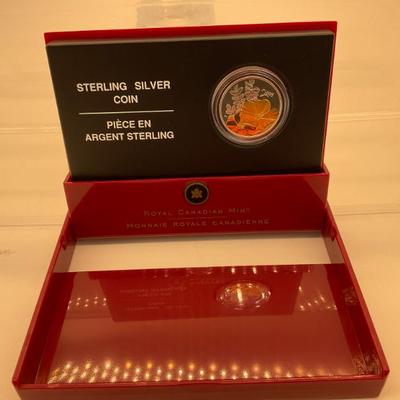 STERLING SILVER
COIN
PIÈCE EN
ARGENT STERLING
ROYAL CANADIAN MINT
MONNAIE ROYALE CANADIENNE